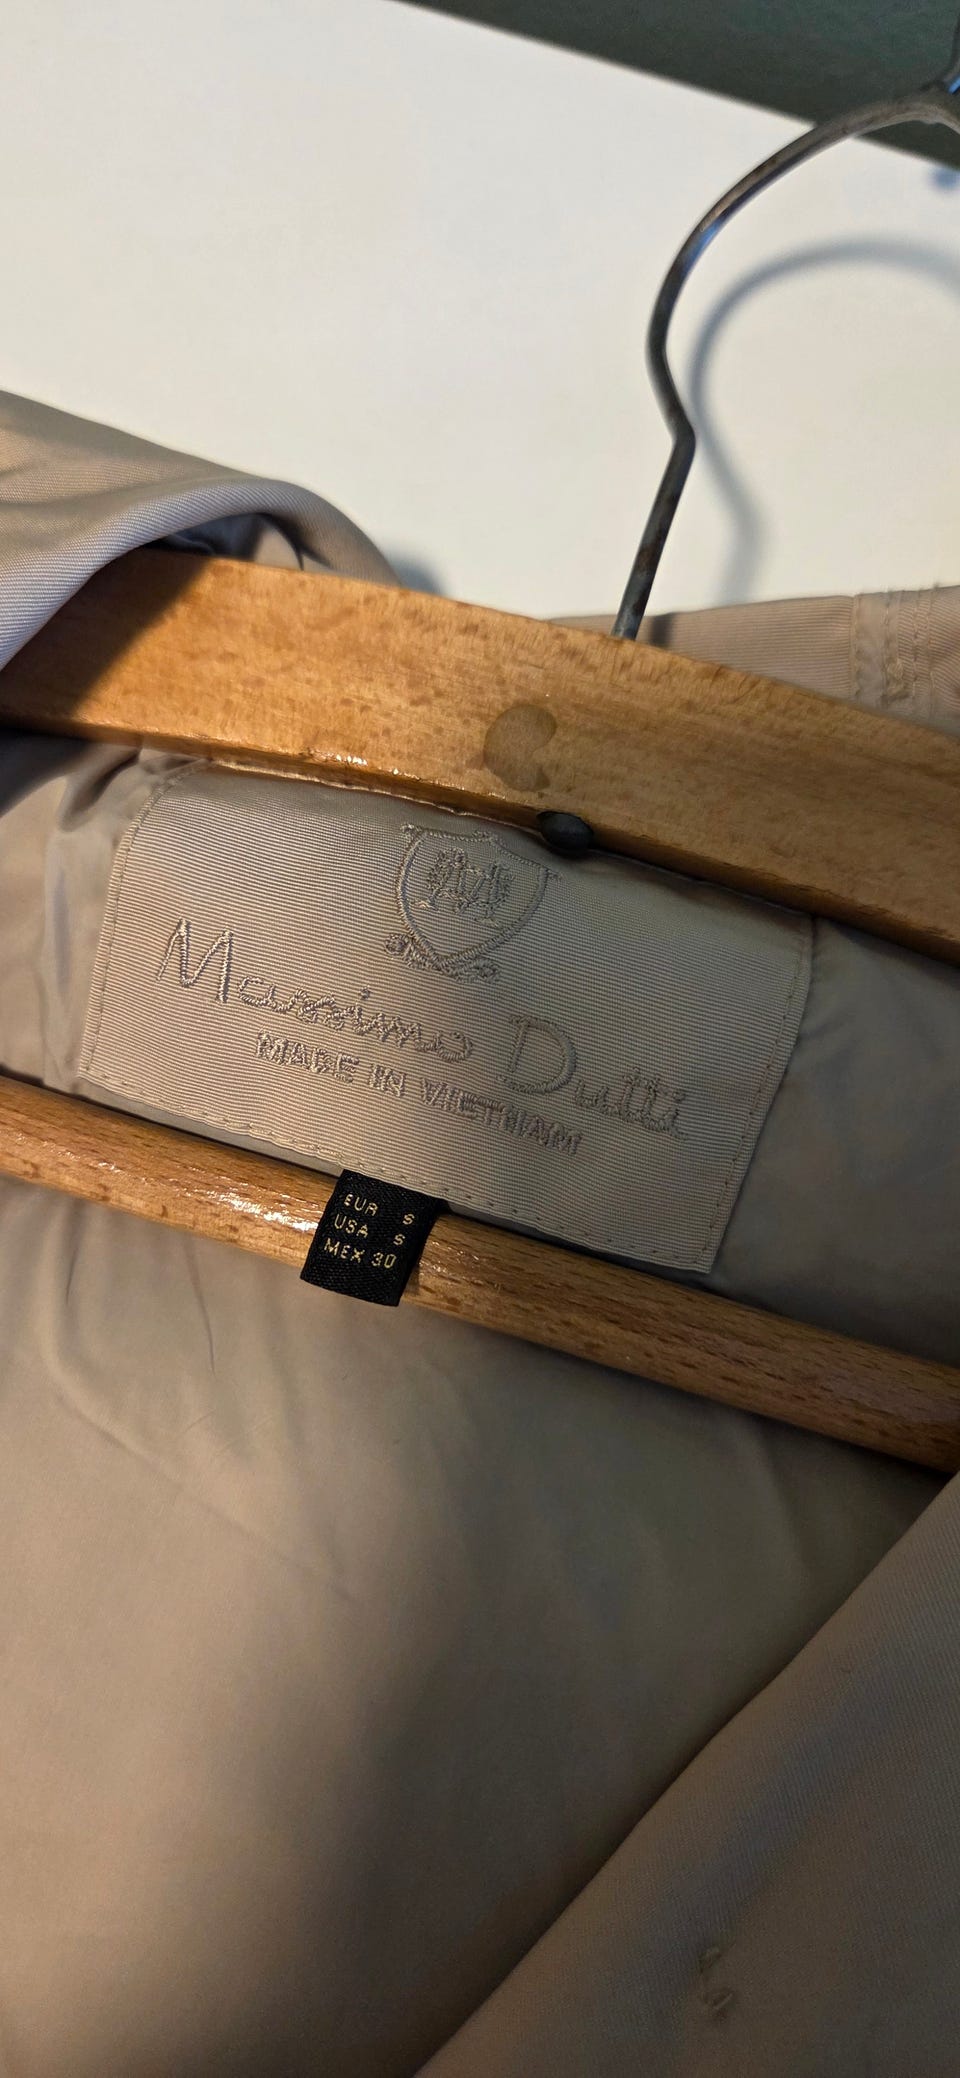 Massimo Dutti
MADE IN VIETNAM
EUR S
USA S
MEX 30